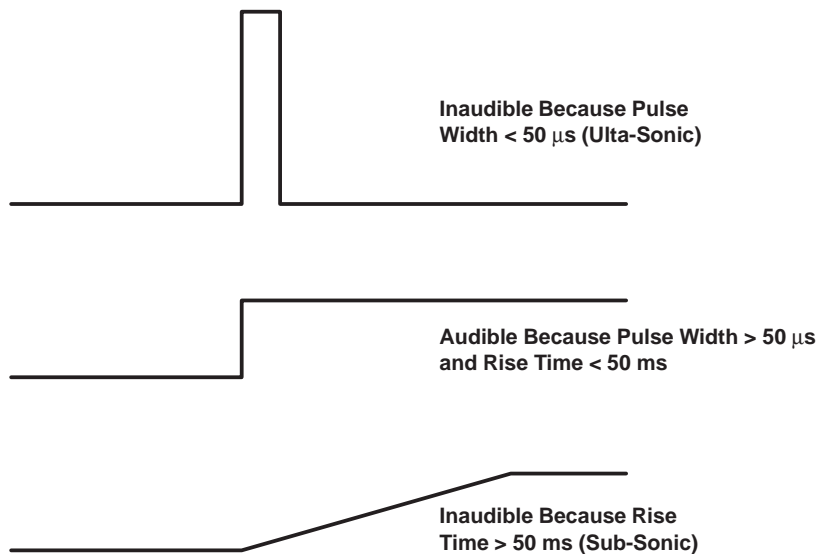 Inaudible Because Pulse
Width < 50 μs (Ulta-Sonic)
Audible Because Pulse Width > 50 μs
and Rise Time < 50 ms
Inaudible Because Rise
Time > 50 ms (Sub-Sonic)